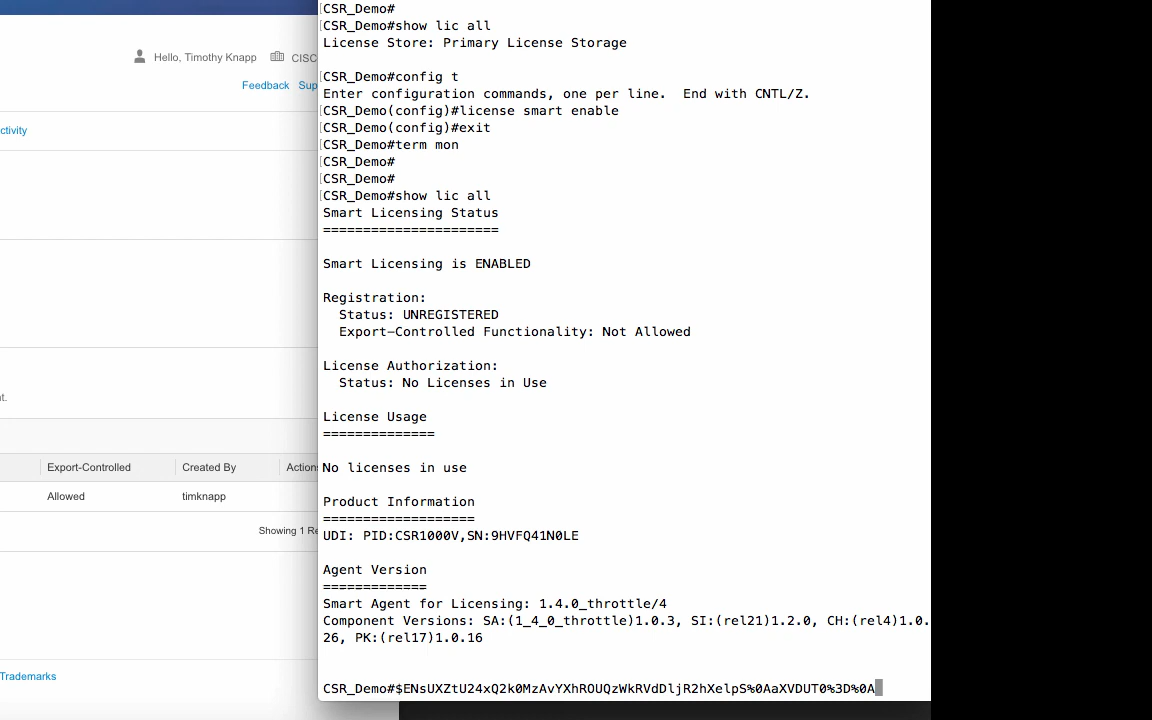 CSR_Demo#
CSR_Demo#show lic all
License Store: Primary License Storage
Hello, Timothy Knapp
CISC
CSR_Demo#config t
Feedback Sup
Enter configuration commands, one per line. End with CNTL/Z.
CSR_Demo(config)#license smart enable
CSR_Demo(config)#exit
ctivity
CSR_Demo#term mon
CSR_Demo#
CSR_Demo#
CSR_Demo#show lic all
Smart Licensing Status
======================
Smart Licensing is ENABLED
Registration:
Status: UNREGISTERED
Export-Controlled Functionality: Not Allowed
License Authorization:
Status: No Licenses in Use
t.
License Usage
==============
Export-Controlled Created By Actions
No licenses in use
Allowed timknapp
Product Information
===================
Showing 1 Re
UDI: PID:CSR1000V,SN:9HVFQ41N0LE
Agent Version
=============
Smart Agent for Licensing: 1.4.0_throttle/4
Component Versions: SA:(1_4_0_throttle)1.0.3, SI:(rel21)1.2.0, CH:(rel4)1.0.
26, PK:(rel17)1.0.16
Trademarks
CSR_Demo#$ENsUXZtU24xQ2k0MzAvYXhROUQzWkRVdDljR2hXelpS%0AaXVDUT0%3D%0A